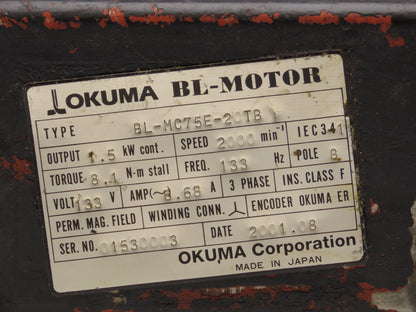 OKUMA BL-MOTOR
TYPE BL-MC75E-20TB
OUTPUT 1.5 kW cont. SPEED 2000 min⁻¹ IEC 34-1
TORQUE 8.1 N-m stall FREQ. 133 Hz POLE 8
VOLT 133 V AMP(~) 8.68 A 3 PHASE INS. CLASS F
PERM. MAG. FIELD WINDING CONN. ENCODER OKUMA ER
SER. NO. 01530003 DATE 2001.08
OKUMA Corporation
MADE IN JAPAN